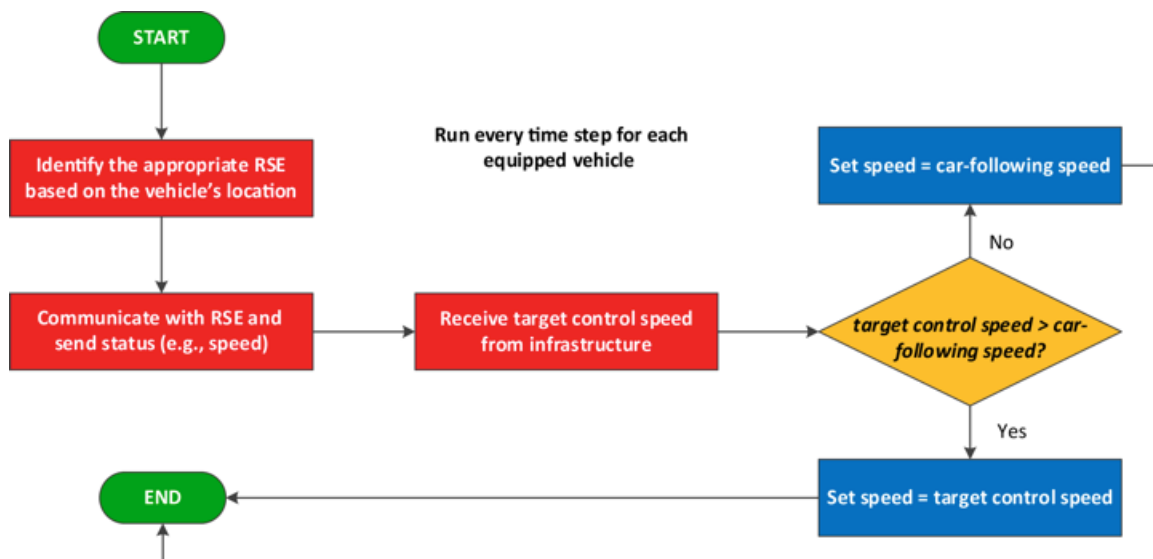 START
Identify the appropriate RSE
based on the vehicle's location
Run every time step for each
equipped vehicle
Set speed = car-following speed
No
Communicate with RSE and
send status (e.g., speed)
Receive target control speed
from infrastructure
target control speed > car-
following speed?
Yes
END
Set speed = target control speed